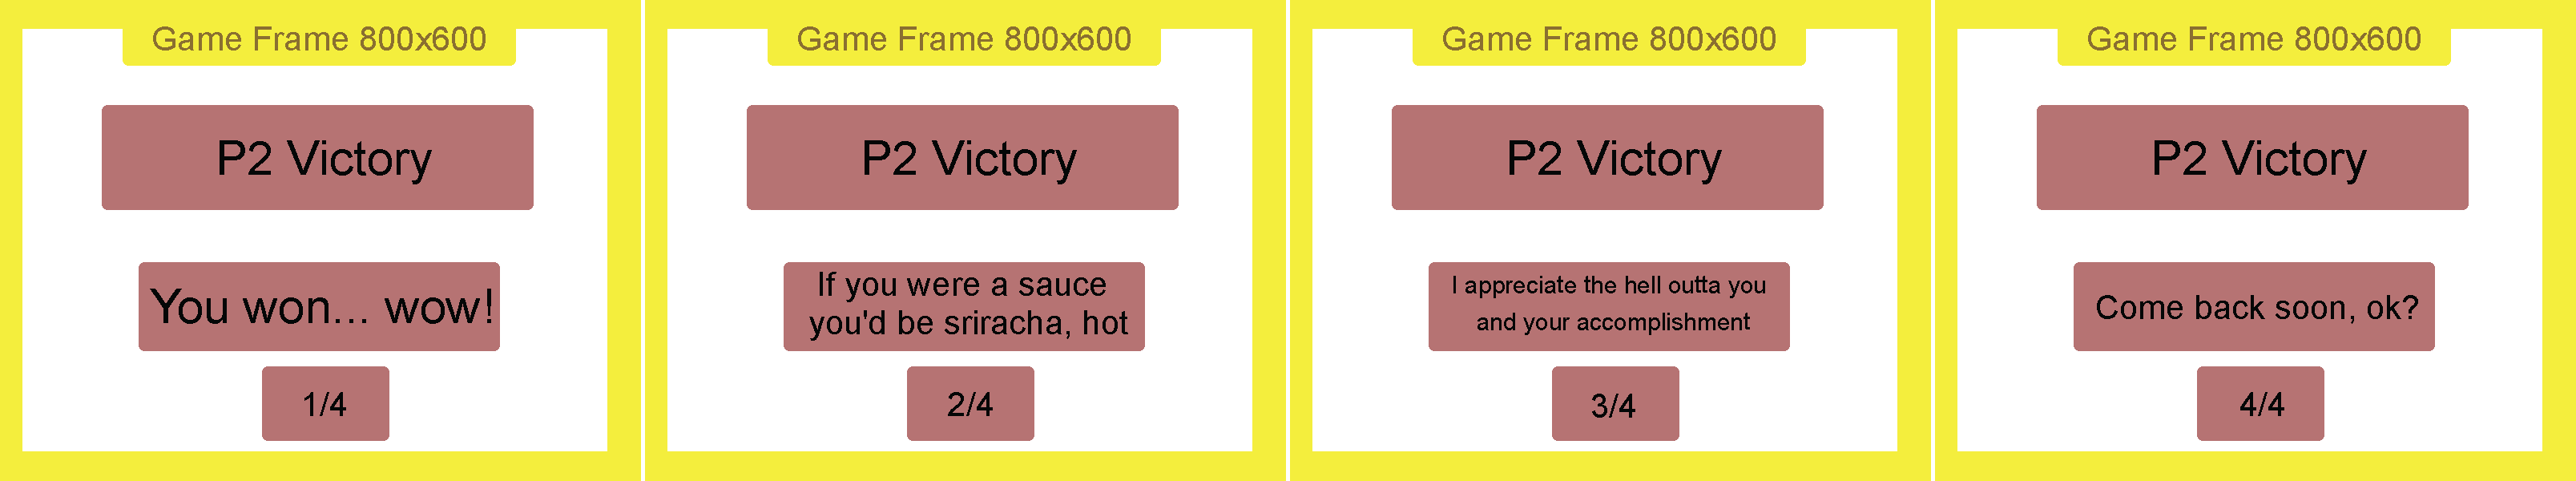 Game Frame 800x600
P2 Victory
You won... wow!
1/4
Game Frame 800x600
P2 Victory
If you were a sauce
you'd be sriracha, hot
2/4
Game Frame 800x600
P2 Victory
I appreciate the hell outta you
and your accomplishment
3/4
Game Frame 800x600
P2 Victory
Come back soon, ok?
4/4